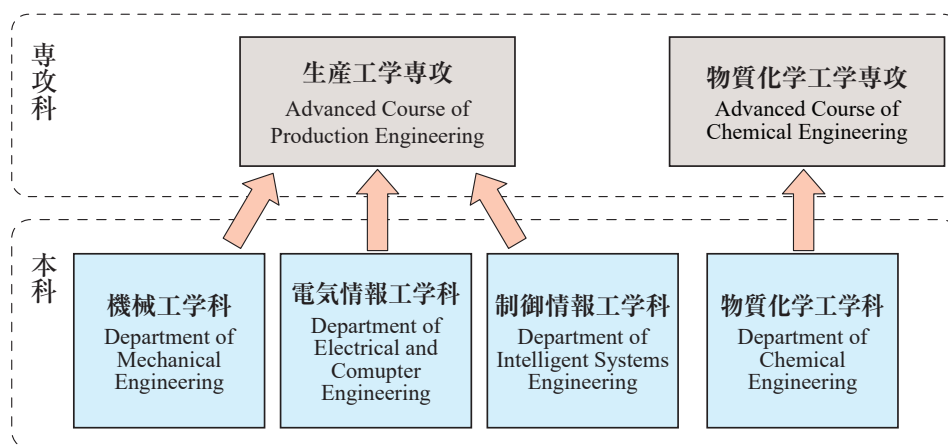 専攻科
生産工学専攻
Advanced Course of
Production Engineering
物質化学工学専攻
Advanced Course of
Chemical Engineering
本科
機械工学科
Department of
Mechanical
Engineering
電気情報工学科
Department of
Electrical and
Comupter
Engineering
制御情報工学科
Department of
Intelligent Systems
Engineering
物質化学工学科
Department of
Chemical
Engineering